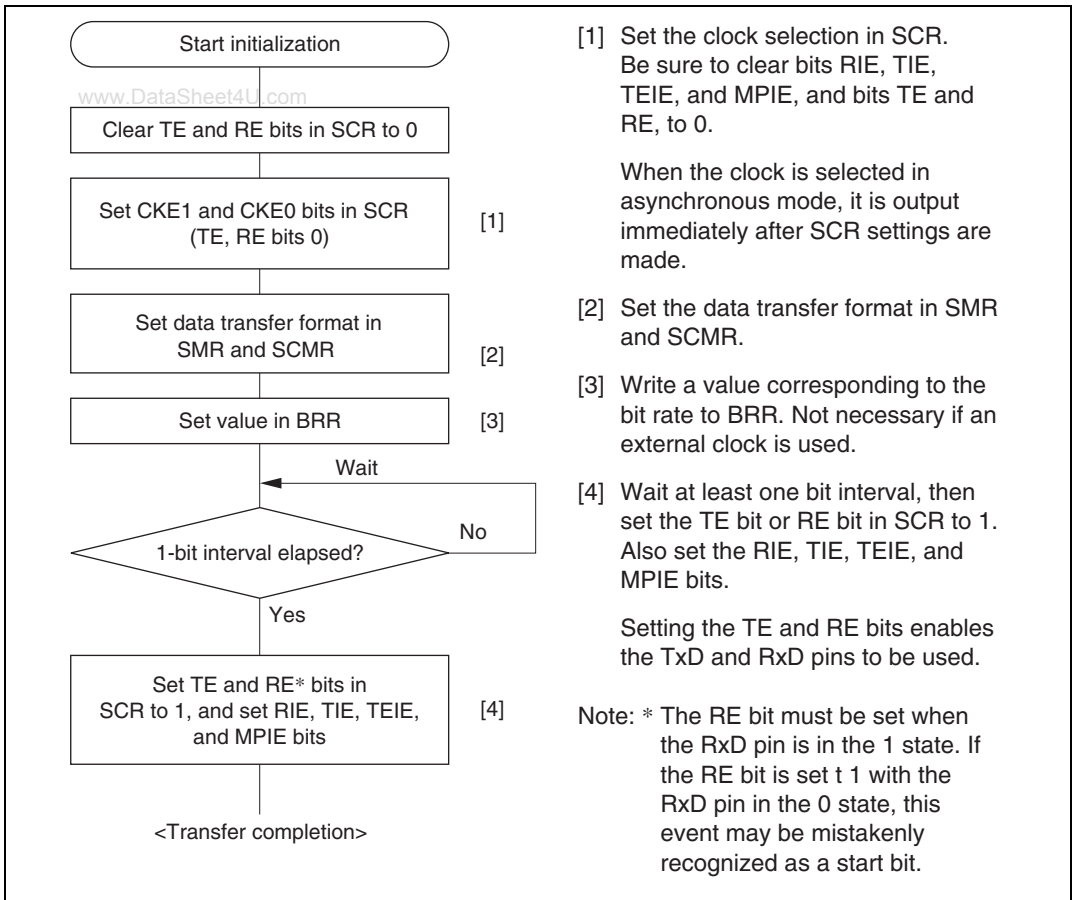 Start initialization
www.DataSheet4U.com
Clear TE and RE bits in SCR to 0
Set CKE1 and CKE0 bits in SCR
(TE, RE bits 0)
[1]
Set data transfer format in
SMR and SCMR
[2]
Set value in BRR
[3]
Wait
No
1-bit interval elapsed?
Yes
Set TE and RE* bits in
SCR to 1, and set RIE, TIE, TEIE,
and MPIE bits
[4]
<Transfer completion>
[1] Set the clock selection in SCR.
Be sure to clear bits RIE, TIE,
TEIE, and MPIE, and bits TE and
RE, to 0.
When the clock is selected in
asynchronous mode, it is output
immediately after SCR settings are
made.
[2] Set the data transfer format in SMR
and SCMR.
[3] Write a value corresponding to the
bit rate to BRR. Not necessary if an
external clock is used.
[4] Wait at least one bit interval, then
set the TE bit or RE bit in SCR to 1.
Also set the RIE, TIE, TEIE, and
MPIE bits.
Setting the TE and RE bits enables
the TxD and RxD pins to be used.
Note: * The RE bit must be set when
the RxD pin is in the 1 state. If
the RE bit is set t 1 with the
RxD pin in the 0 state, this
event may be mistakenly
recognized as a start bit.